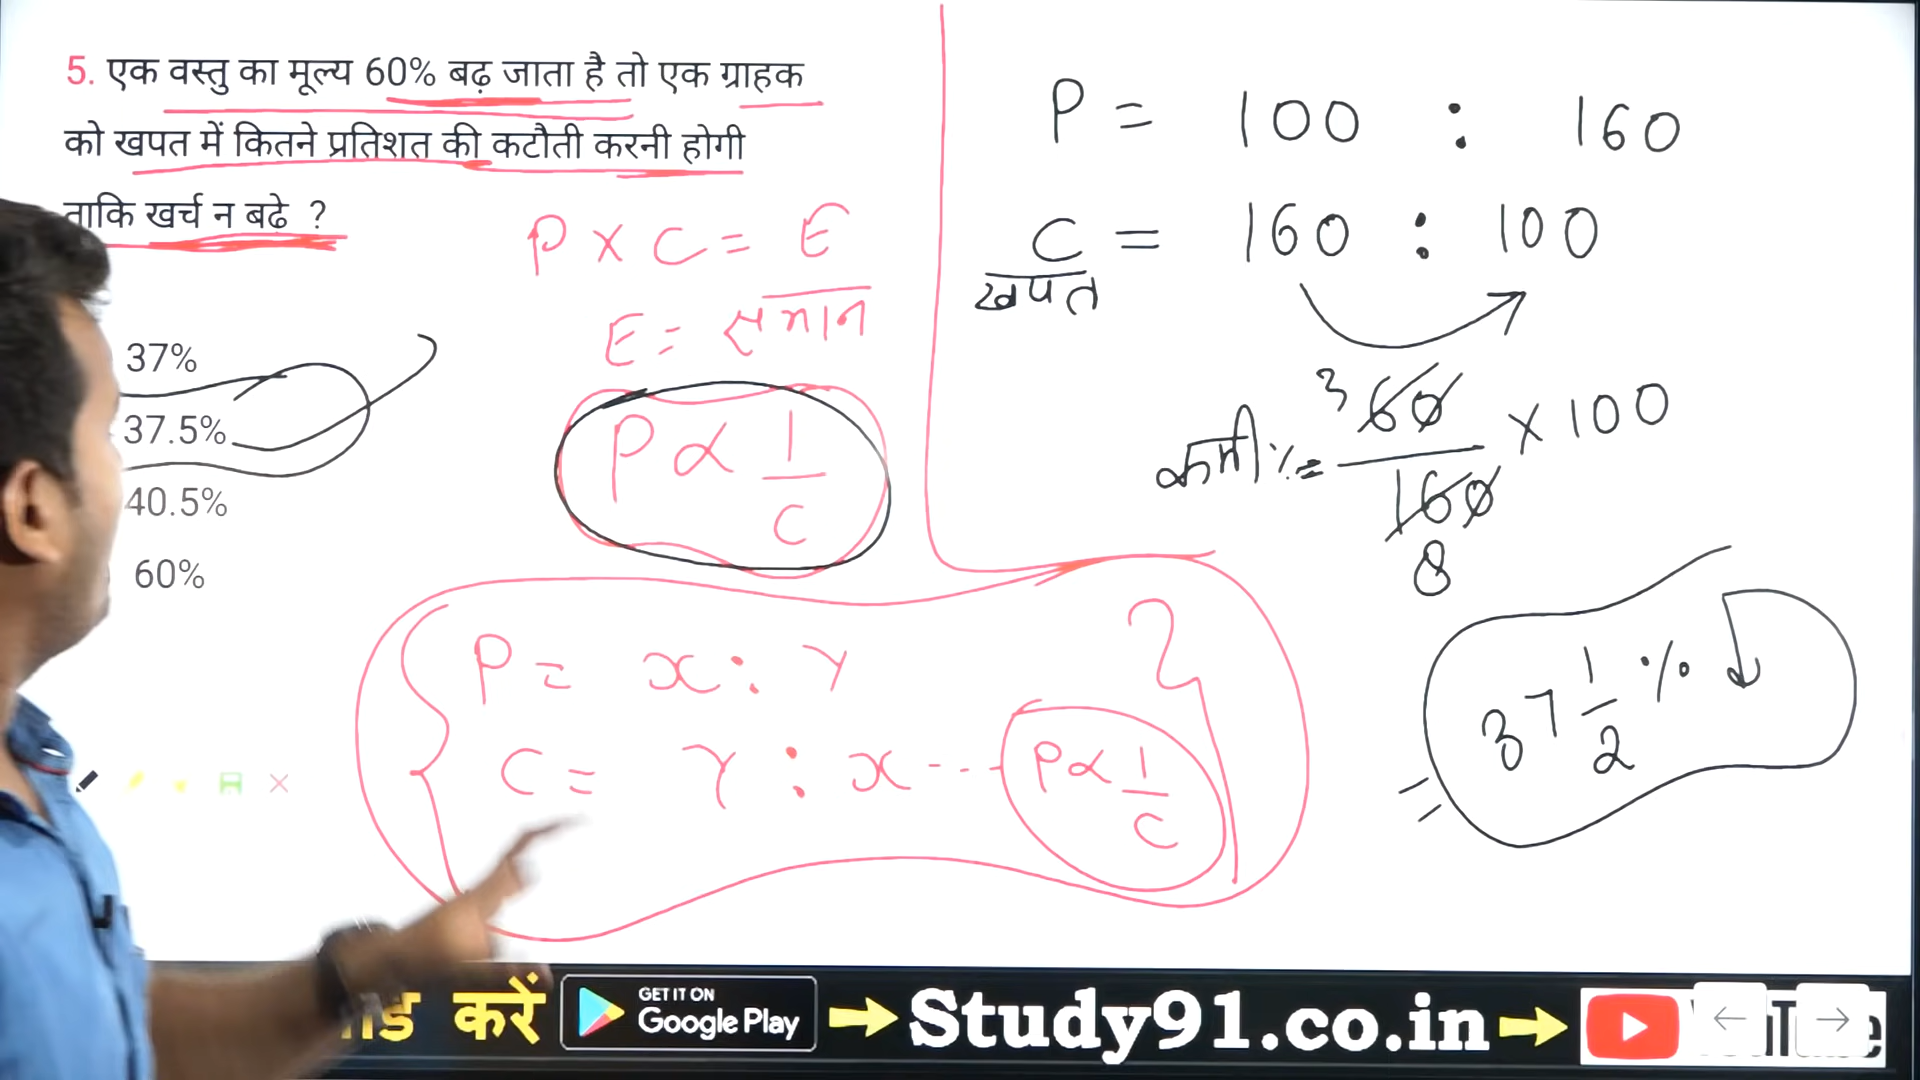 5. एक वस्तु का मूल्य 60% बढ़ जाता है तो एक ग्राहक
को खपत में कितने प्रतिशत की कटौती करनी होगी
ताकि खर्च न बढे ?
37%
37.5%
40.5%
60%
P × C = E
E = समान
P ∝ 1/C
P = x : y
C = y : x --- P ∝ 1/C
P = 100 : 160
C = 160 : 100
खपत
कमी % = 60/160 × 100
3
8
= 37 1/2 % ↓
करें
GET IT ON
Google Play
Study91.co.in